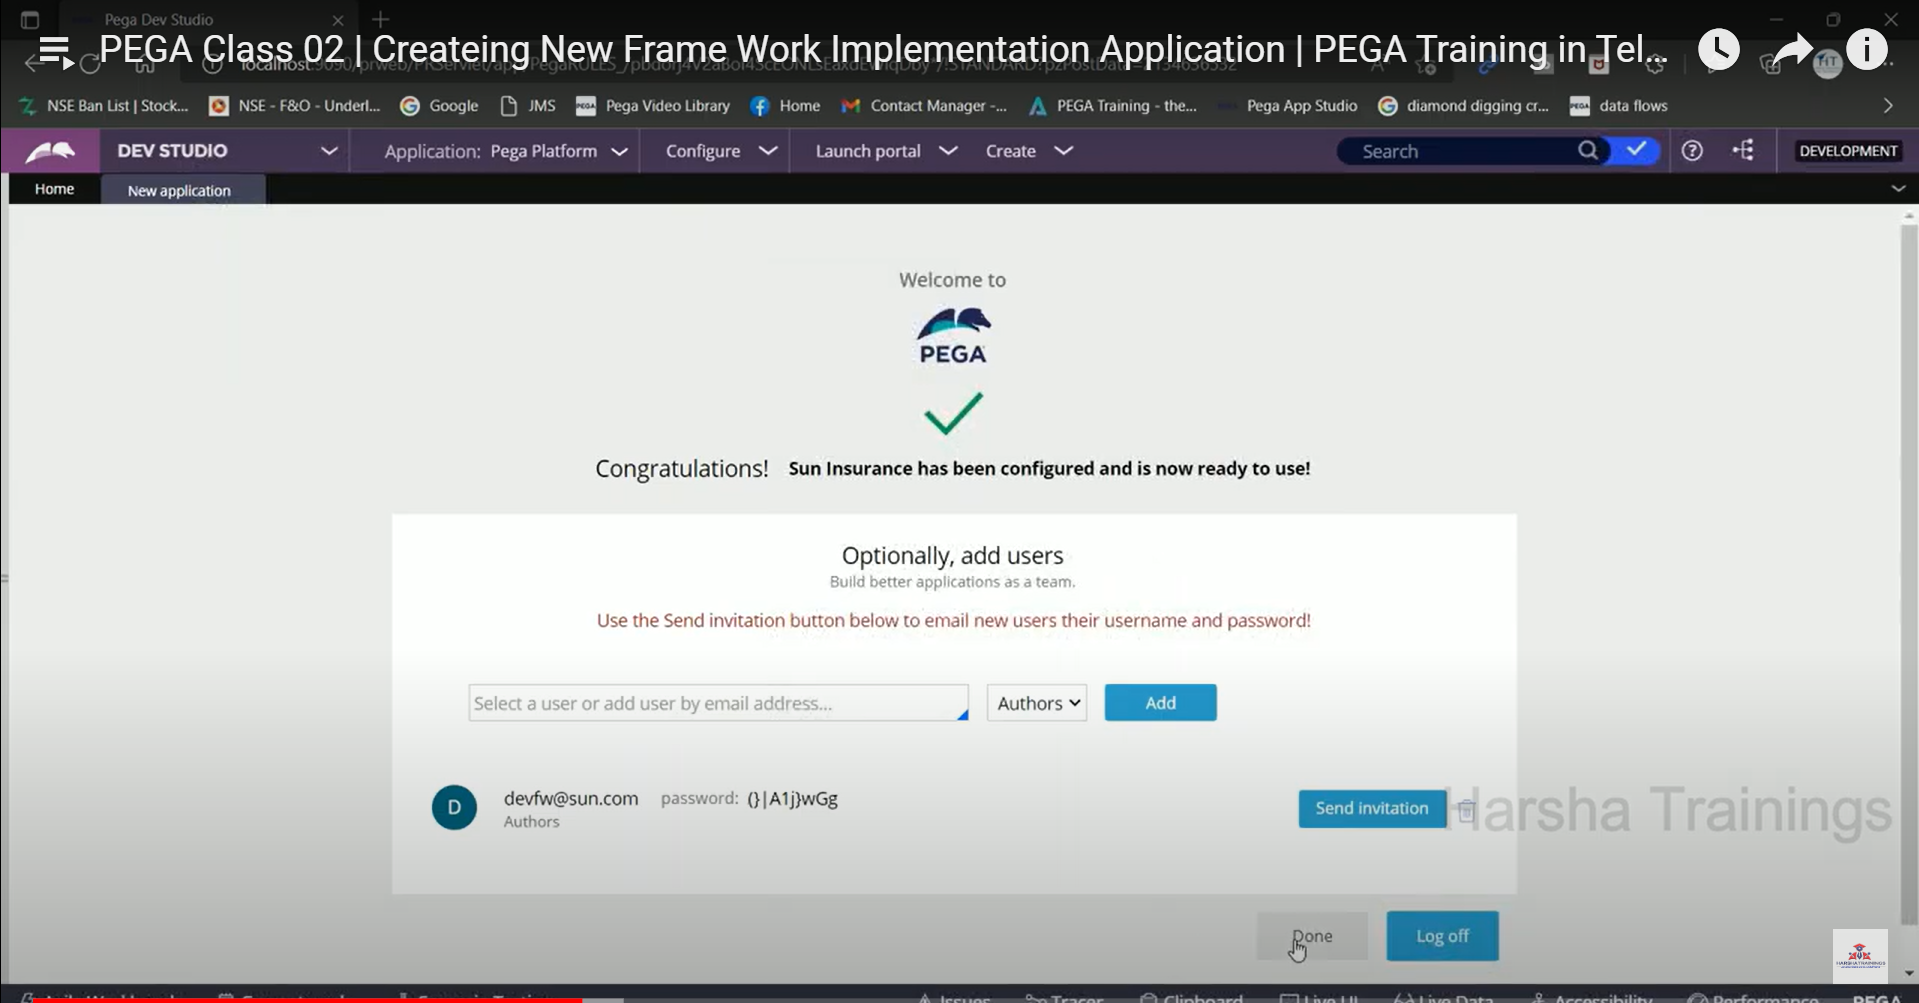 Pega Dev Studio
PEGA Class 02 | Createing New Frame Work Implementation Application | PEGA Training in Tel...
NSE Ban List | Stock... NSE - F&O - Underl... Google JMS Pega Video Library Home Contact Manager -... PEGA Training - the... Pega App Studio diamond digging cr... data flows
DEV STUDIO Application: Pega Platform Configure Launch portal Create Search DEVELOPMENT
Home New application
Welcome to
PEGA
Congratulations! Sun Insurance has been configured and is now ready to use!
Optionally, add users
Build better applications as a team.
Use the Send invitation button below to email new users their username and password!
Select a user or add user by email address... Authors Add
D devfw@sun.com password: (}|A1j}wGg Send invitation
Authors
Harsha Trainings
Done Log off
HARSHA TRAININGS
Issues Tracer Clipboard Live UI Live Data Accessibility Performance PEGA